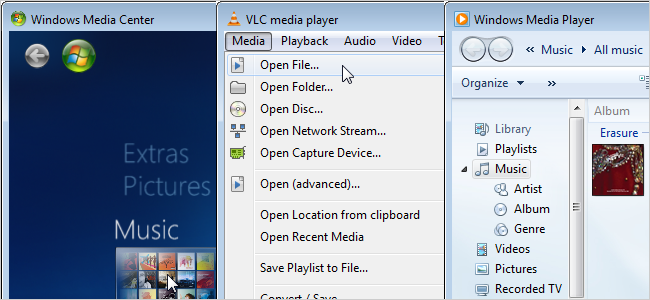 Windows Media Center
Extras
Pictures
Music
VLC media player
Media Playback Audio Video T
Open File...
Open Folder...
Open Disc...
Open Network Stream...
Open Capture Device...
Open (advanced)...
Open Location from clipboard
Open Recent Media
Save Playlist to File...
Convert / Save
Windows Media Player
« Music All music
Organize »
Library
Playlists
Music
Artist
Album
Genre
Videos
Pictures
Recorded TV
Album
Erasure